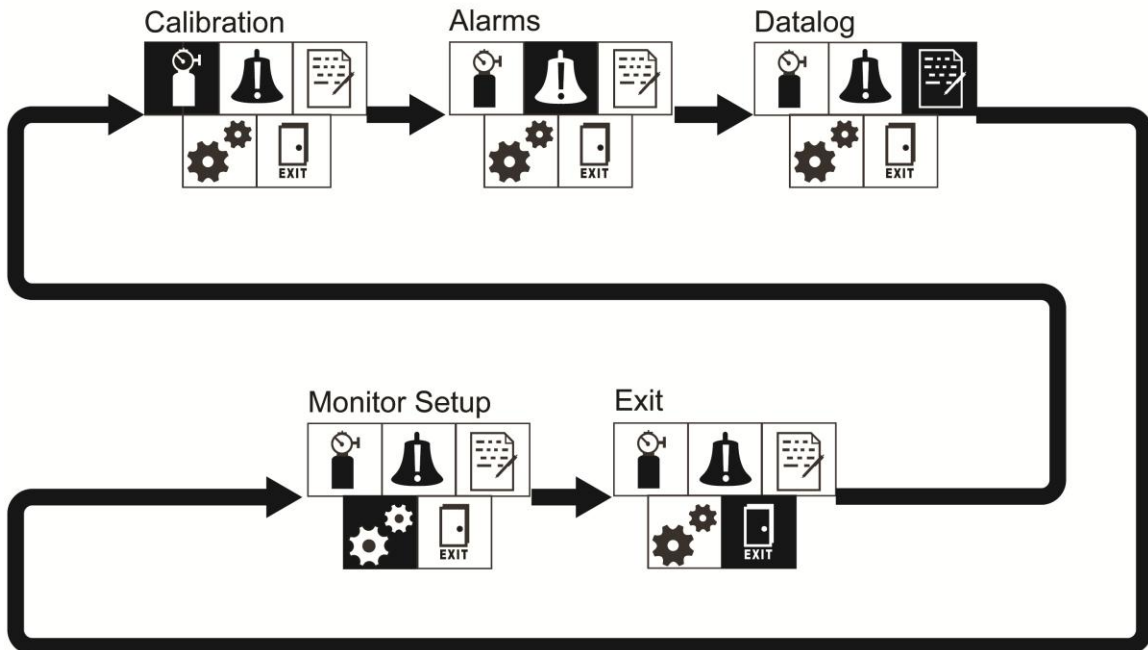 Calibration
Alarms
Datalog
EXIT
EXIT
EXIT
Monitor Setup
Exit
EXIT
EXIT